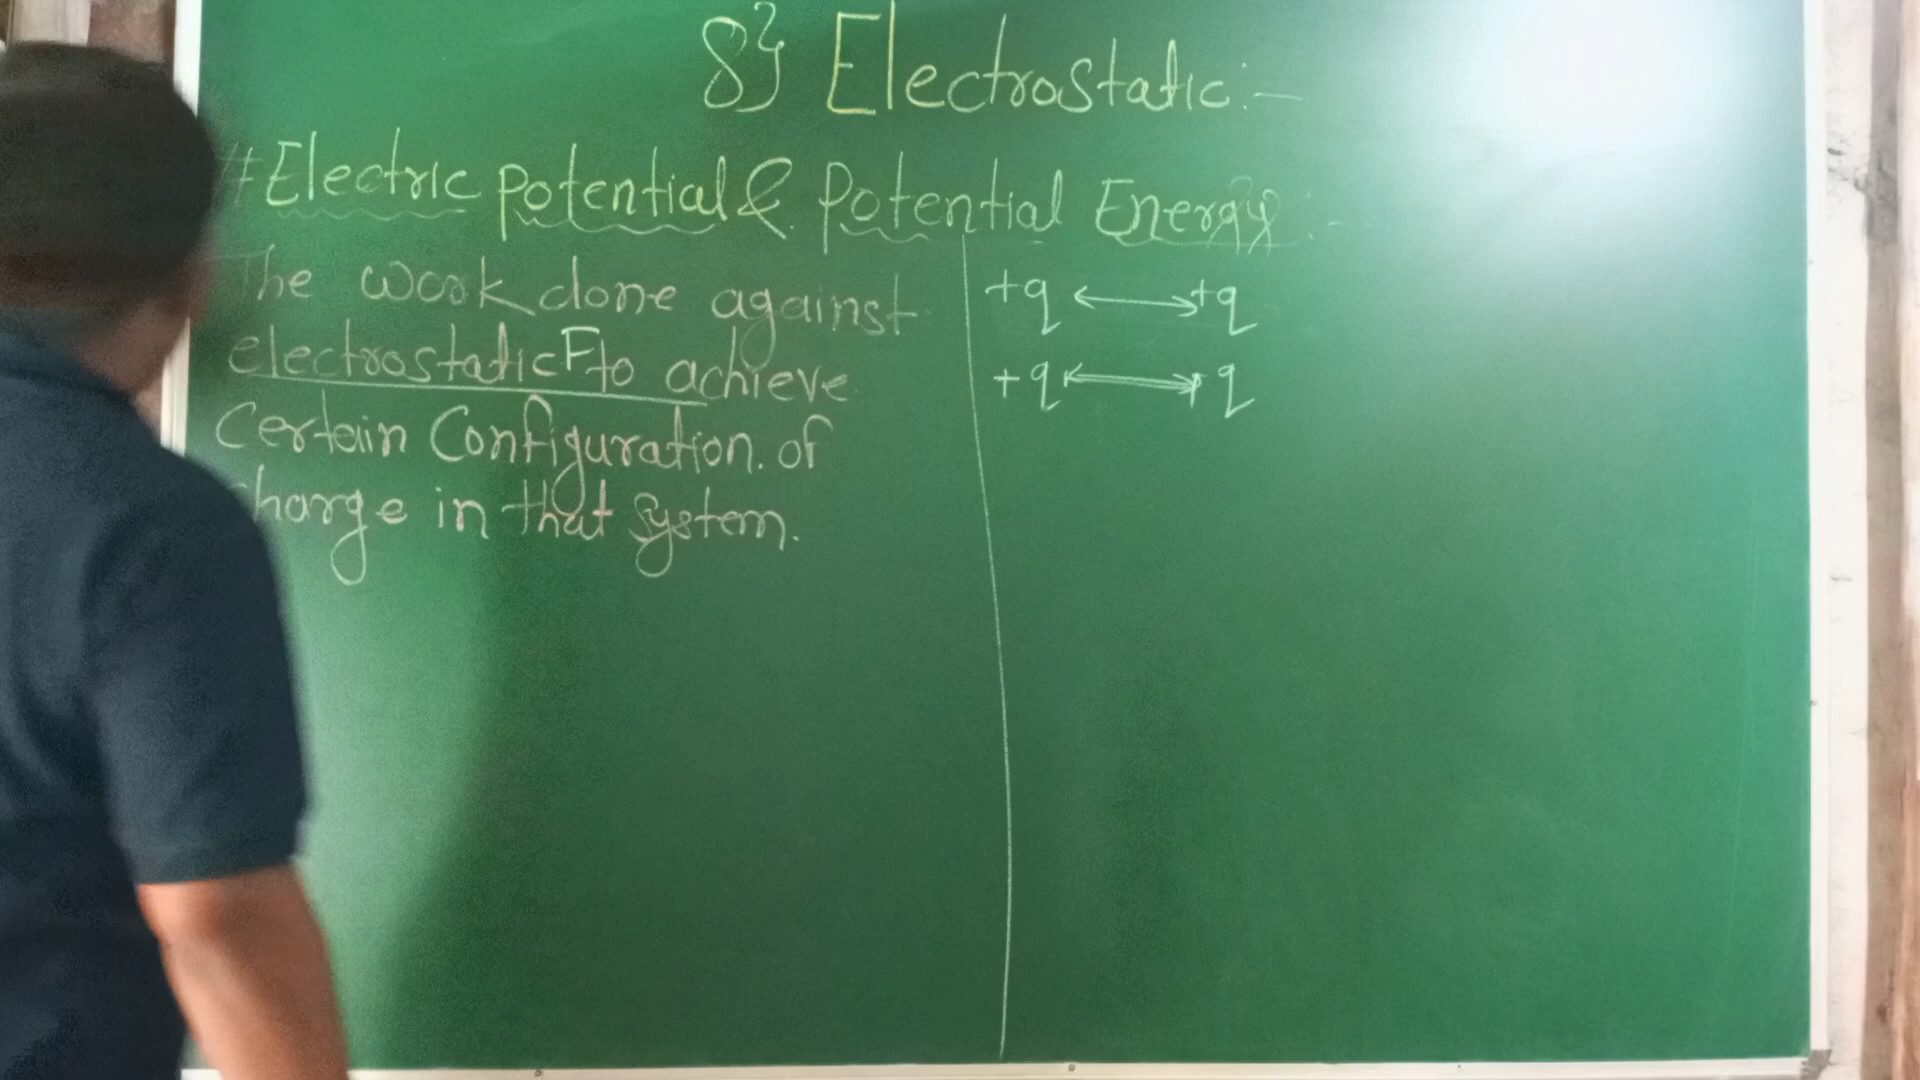 8} Electrostatic:-
# Electric potential & Potential Energy:-
The work done against
electrostatic F to achieve
Certain Configuration. of
charge in that System.
+q ⟷ +q
+q ⟷ +q